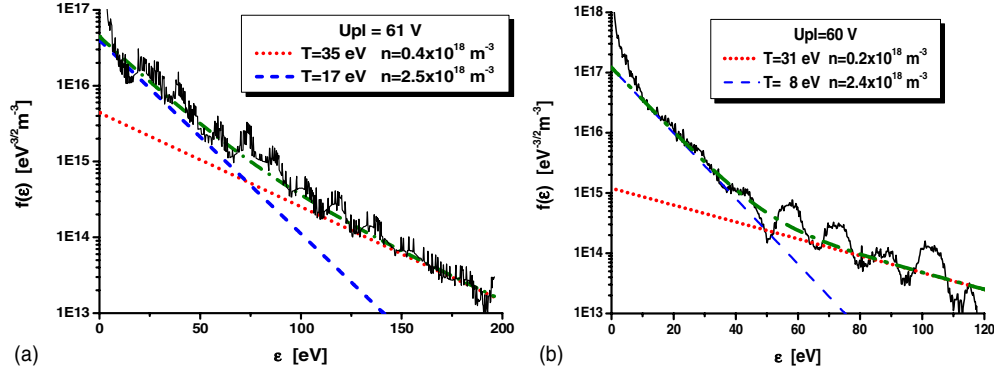 Upl = 61 V
T=35 eV n=0.4x10^18 m^-3
T=17 eV n=2.5x10^18 m^-3
1E17
1E16
1E15
1E14
1E13
f(ε) [eV^-3/2 m^-3]
0 50 100 150 200
ε [eV]
(a)
Upl=60 V
T=31 eV n=0.2x10^18 m^-3
T= 8 eV n=2.4x10^18 m^-3
1E18
1E17
1E16
1E15
1E14
1E13
f(ε) [eV^-3/2 m^-3]
0 20 40 60 80 100 120
ε [eV]
(b)